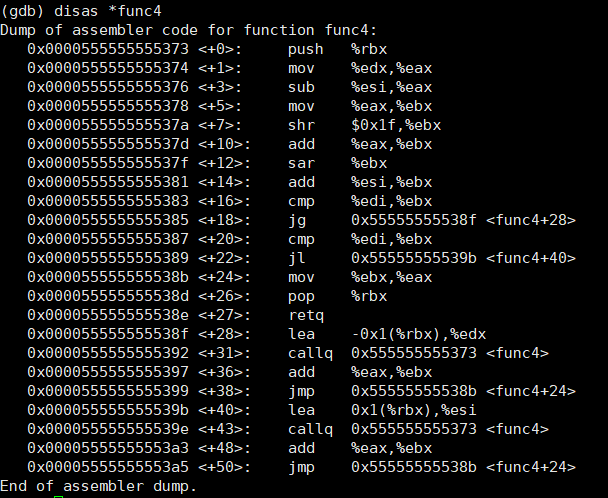 (gdb) disas *func4
Dump of assembler code for function func4:
   0x0000555555555373 <+0>:     push   %rbx
   0x0000555555555374 <+1>:     mov    %edx,%eax
   0x0000555555555376 <+3>:     sub    %esi,%eax
   0x0000555555555378 <+5>:     mov    %eax,%ebx
   0x000055555555537a <+7>:     shr    $0x1f,%ebx
   0x000055555555537d <+10>:    add    %eax,%ebx
   0x000055555555537f <+12>:    sar    %ebx
   0x0000555555555381 <+14>:    add    %esi,%ebx
   0x0000555555555383 <+16>:    cmp    %edi,%ebx
   0x0000555555555385 <+18>:    jg     0x55555555538f <func4+28>
   0x0000555555555387 <+20>:    cmp    %edi,%ebx
   0x0000555555555389 <+22>:    jl     0x55555555539b <func4+40>
   0x000055555555538b <+24>:    mov    %ebx,%eax
   0x000055555555538d <+26>:    pop    %rbx
   0x000055555555538e <+27>:    retq
   0x000055555555538f <+28>:    lea    -0x1(%rbx),%edx
   0x0000555555555392 <+31>:    callq  0x555555555373 <func4>
   0x0000555555555397 <+36>:    add    %eax,%ebx
   0x0000555555555399 <+38>:    jmp    0x55555555538b <func4+24>
   0x000055555555539b <+40>:    lea    0x1(%rbx),%esi
   0x000055555555539e <+43>:    callq  0x555555555373 <func4>
   0x00005555555553a3 <+48>:    add    %eax,%ebx
   0x00005555555553a5 <+50>:    jmp    0x55555555538b <func4+24>
End of assembler dump.